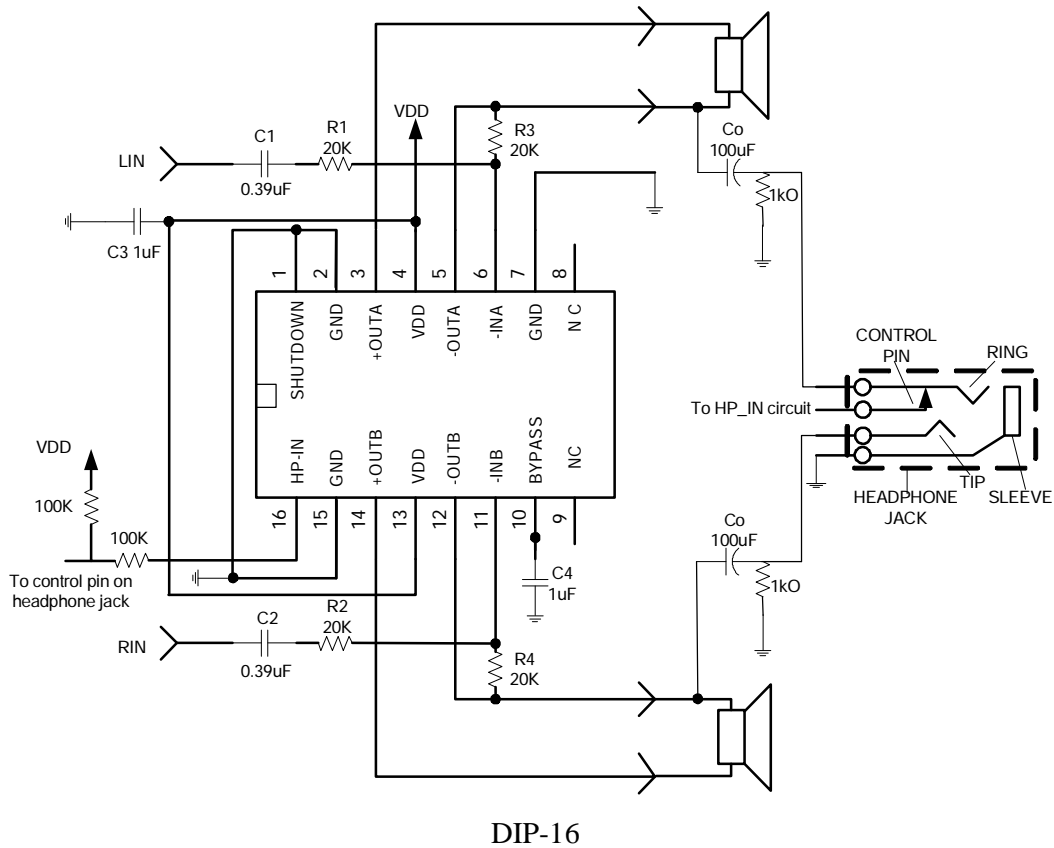 VDD
C1
R1
20K
R3
20K
Co
100uF
LIN
0.39uF
1kO
C3 1uF
1
2
3
4
5
6
7
8
SHUTDOWN
GND
+OUTA
VDD
-OUTA
-INA
GND
NC
CONTROL
PIN
RING
To HP_IN circuit
HP-IN
GND
+OUTB
VDD
-OUTB
-INB
BYPASS
NC
VDD
TIP
SLEEVE
HEADPHONE
JACK
100K
16
15
14
13
12
11
10
9
100K
Co
100uF
To control pin on
headphone jack
C4
1uF
1kO
C2
R2
20K
RIN
0.39uF
R4
20K
DIP-16